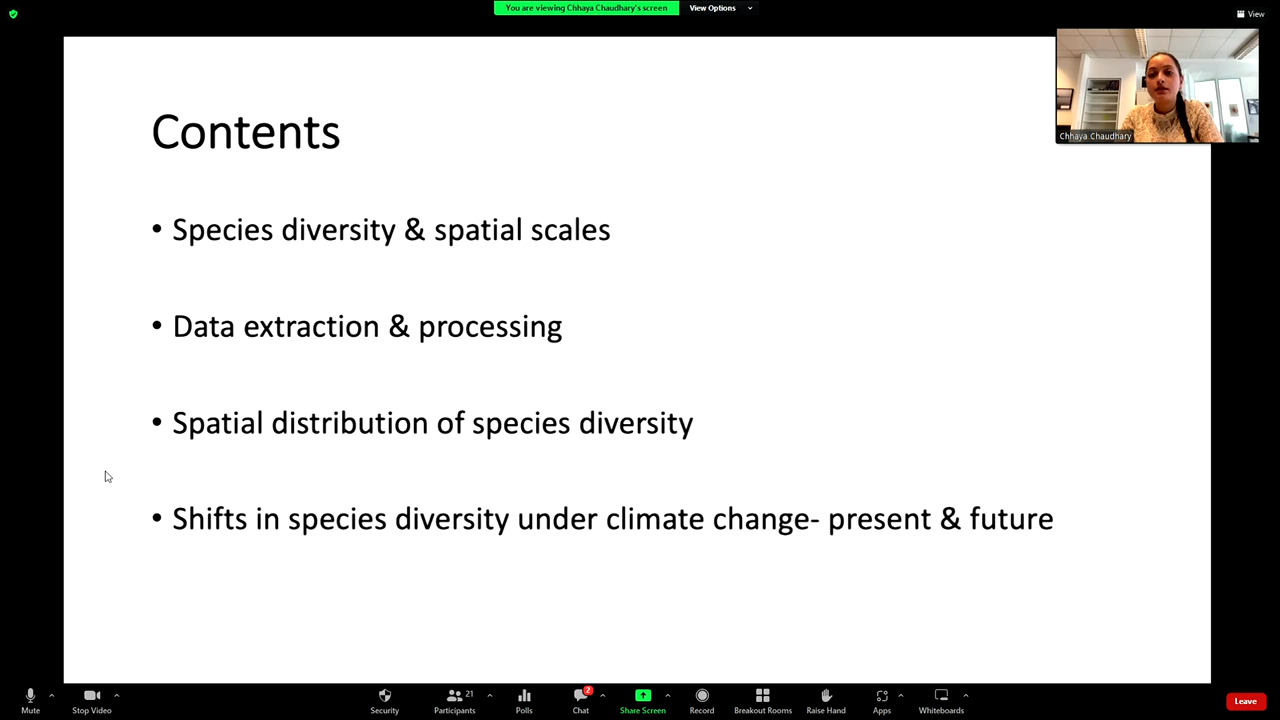 You are viewing Chhaya Chaudhary's screen
View Options
View
Chhaya Chaudhary
Contents
• Species diversity & spatial scales
• Data extraction & processing
• Spatial distribution of species diversity
• Shifts in species diversity under climate change- present & future
Mute
Stop Video
Security
21
Participants
Polls
2
Chat
Share Screen
Record
Breakout Rooms
Raise Hand
Apps
Whiteboards
Leave